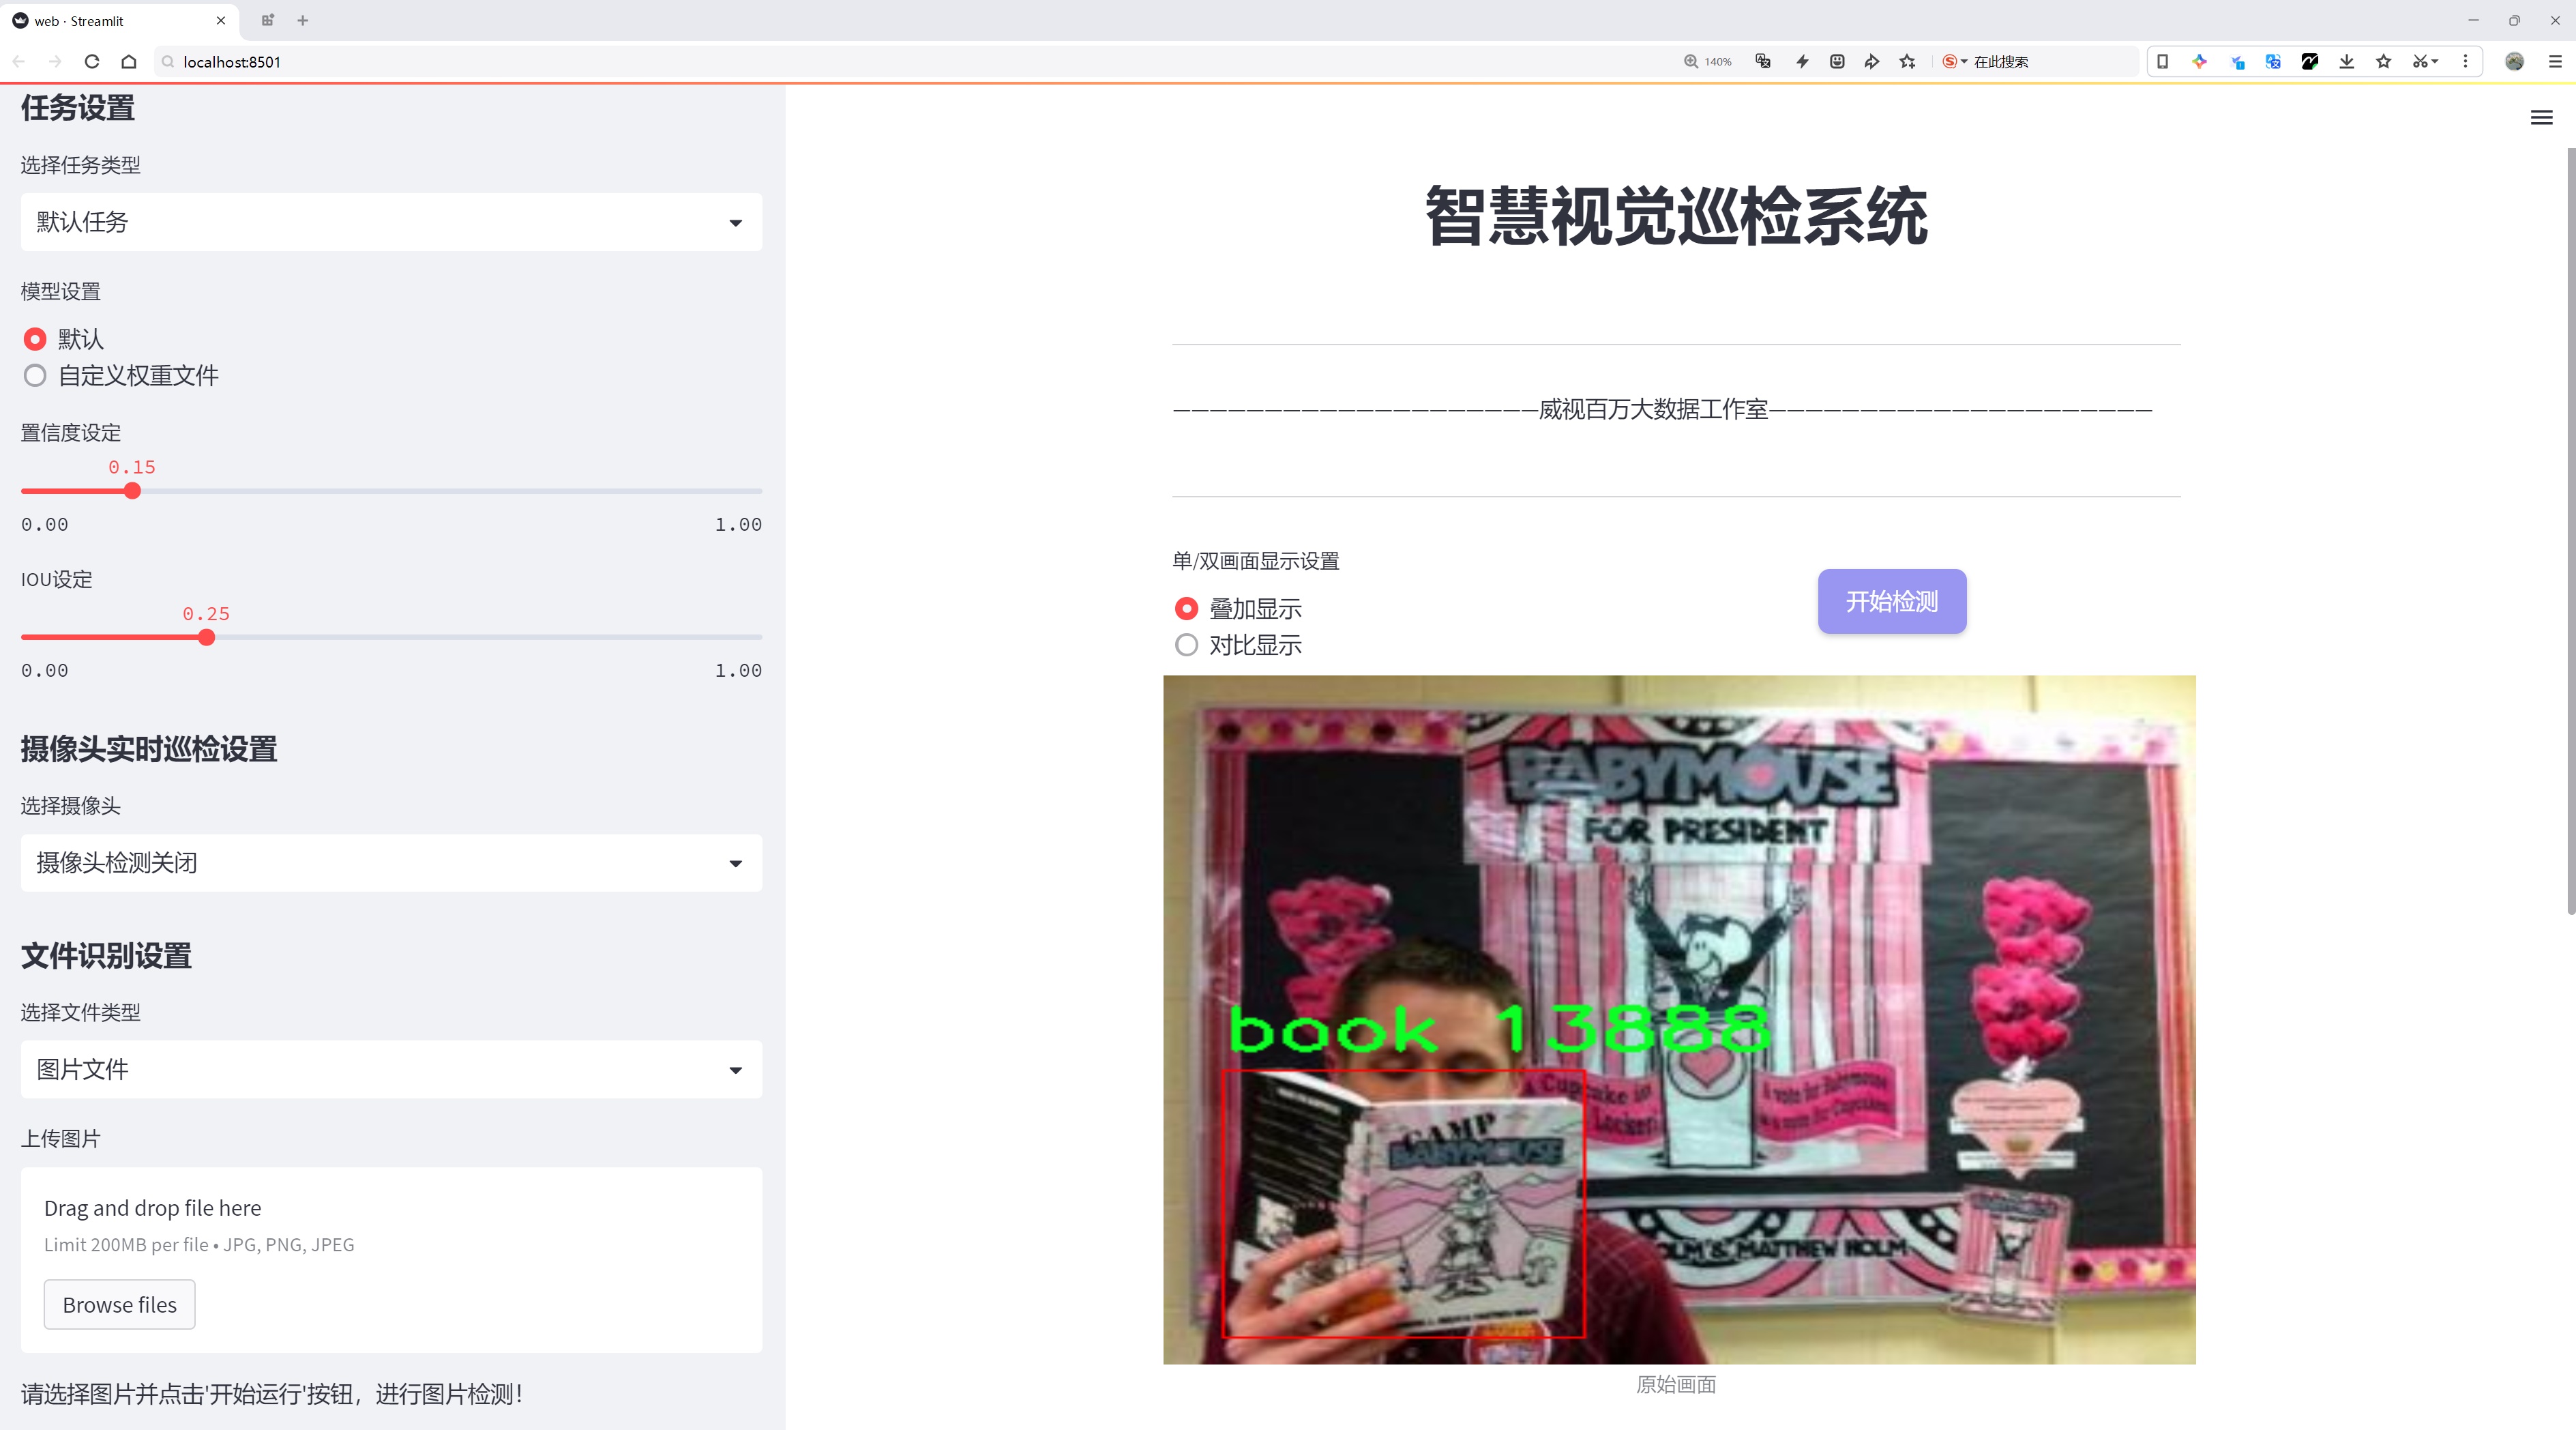 web · Streamlit
localhost:8501
140%
在此搜索
任务设置
选择任务类型
默认任务
模型设置
默认
自定义权重文件
置信度设定
0.15
0.00 1.00
IOU设定
0.25
0.00 1.00
摄像头实时巡检设置
选择摄像头
摄像头检测关闭
文件识别设置
选择文件类型
图片文件
上传图片
Drag and drop file here
Limit 200MB per file • JPG, PNG, JPEG
Browse files
请选择图片并点击'开始运行'按钮，进行图片检测！
智慧视觉巡检系统
————————————————————威视百万大数据工作室—————————————————————
单/双画面显示设置
叠加显示
对比显示
开始检测
BABYMOUSE
FOR PRESIDENT
book 13888
A Cupcake in
Locker!
A vote for Babymouse
is a vote for Cupcakes!
CAMP
BABYMOUSE
HOLM & MATTHEW HOLM
原始画面